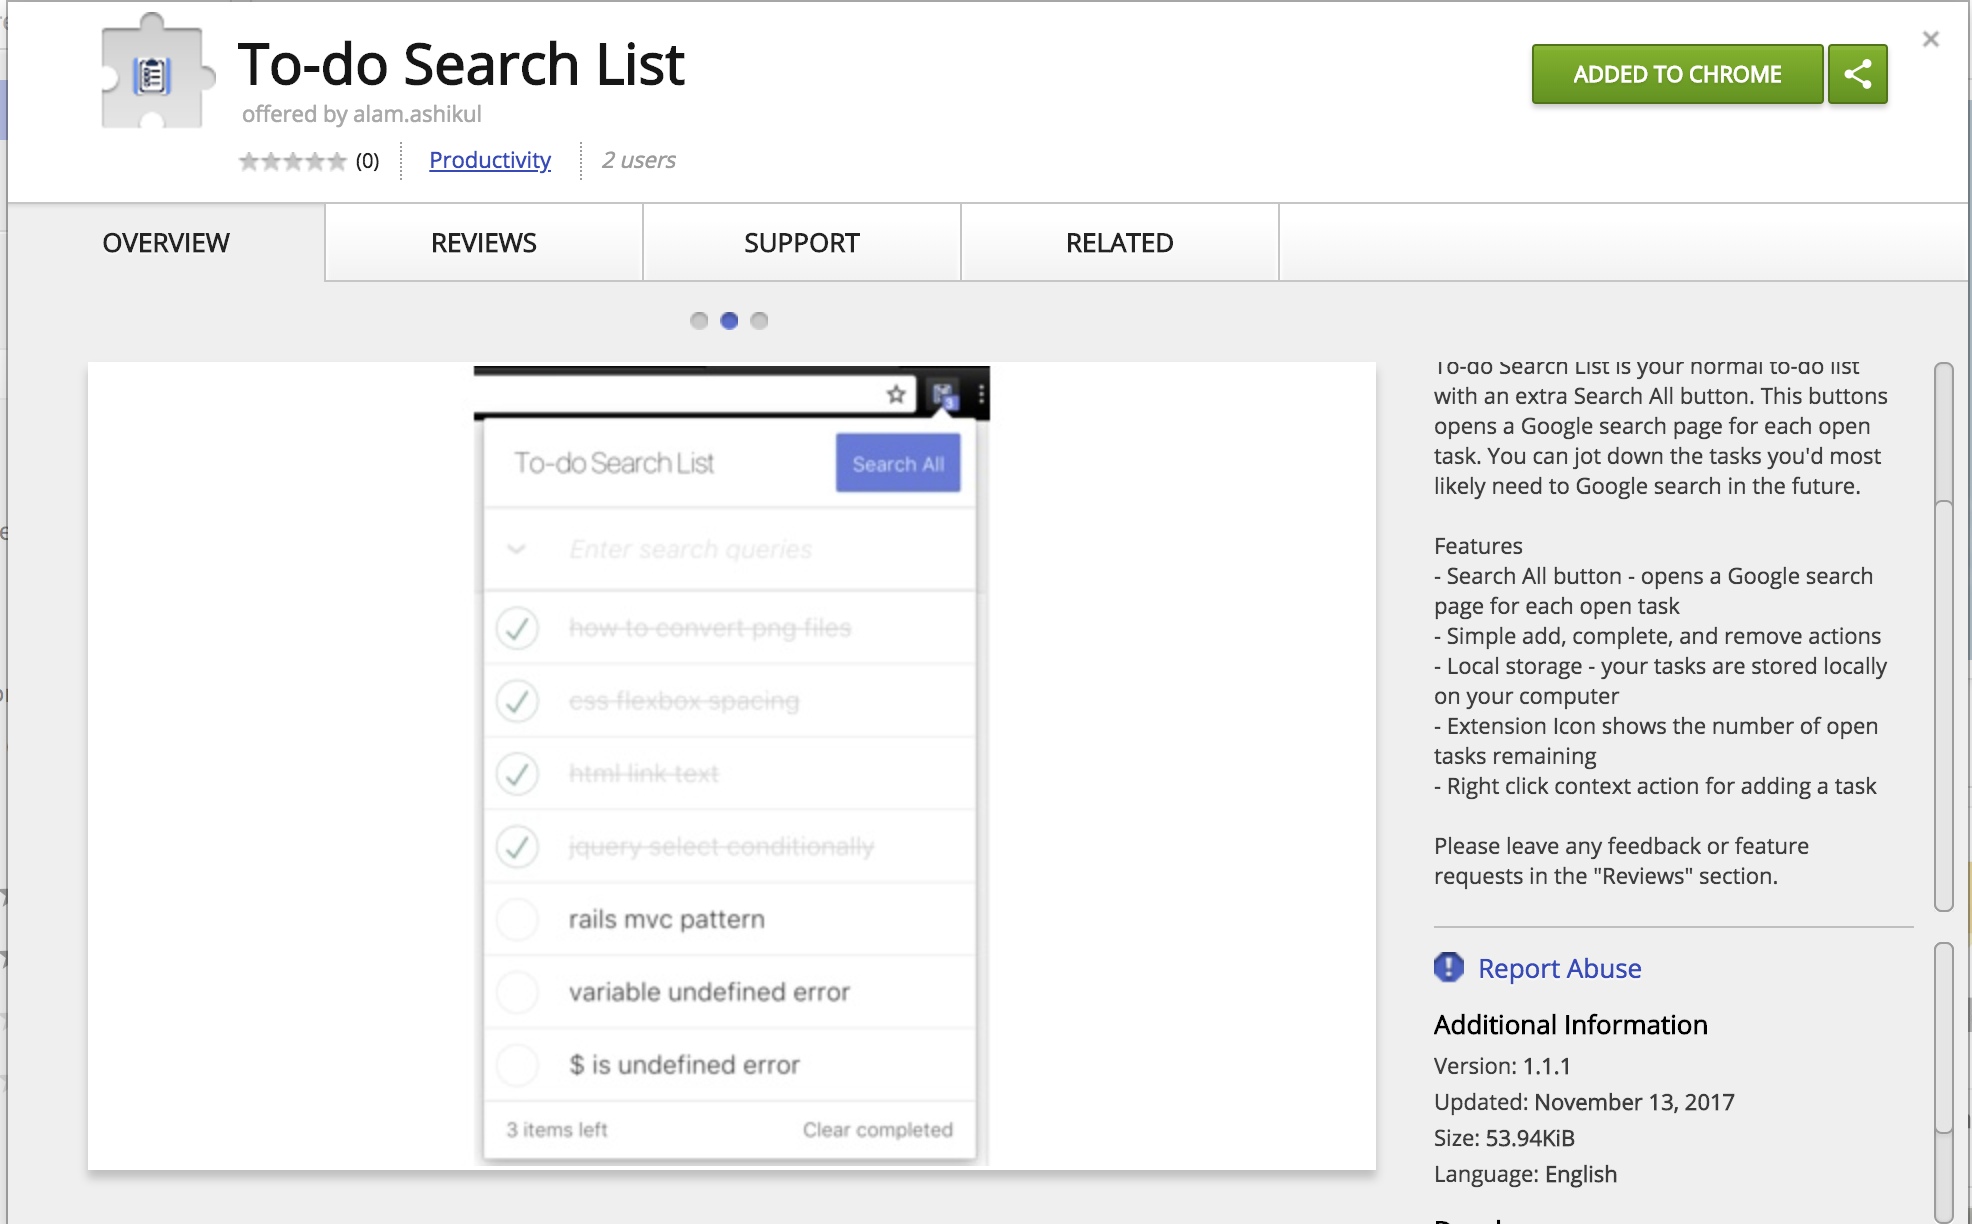 To-do Search List
offered by alam.ashikul
(0)
Productivity
2 users
ADDED TO CHROME
OVERVIEW
REVIEWS
SUPPORT
RELATED
3
To-do Search List
Search All
Enter search queries
how to convert png files
css flexbox spacing
html link text
jquery select conditionally
rails mvc pattern
variable undefined error
$ is undefined error
3 items left
Clear completed
To-do Search List is your normal to-do list
with an extra Search All button. This buttons
opens a Google search page for each open
task. You can jot down the tasks you'd most
likely need to Google search in the future.
Features
- Search All button - opens a Google search
page for each open task
- Simple add, complete, and remove actions
- Local storage - your tasks are stored locally
on your computer
- Extension Icon shows the number of open
tasks remaining
- Right click context action for adding a task
Please leave any feedback or feature
requests in the "Reviews" section.
Report Abuse
Additional Information
Version: 1.1.1
Updated: November 13, 2017
Size: 53.94KiB
Language: English